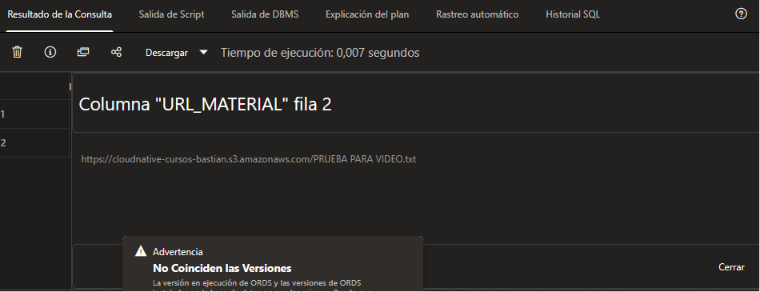 Resultado de la Consulta Salida de Script Salida de DBMS Explicación del plan Rastreo automático Historial SQL
Descargar Tiempo de ejecución: 0,007 segundos
Columna "URL_MATERIAL" fila 2
1
2
https://cloudnative-cursos-bastian.s3.amazonaws.com/PRUEBA PARA VIDEO.txt
Advertencia
No Coinciden las Versiones
Cerrar
La versión en ejecución de ORDS y las versiones de ORDS